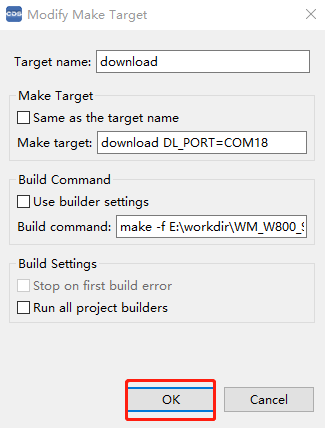 CDS Modify Make Target
Target name: download
Make Target
Same as the target name
Make target: download DL_PORT=COM18
Build Command
Use builder settings
Build command: make -f E:\workdir\WM_W800_S
Build Settings
Stop on first build error
Run all project builders
OK Cancel